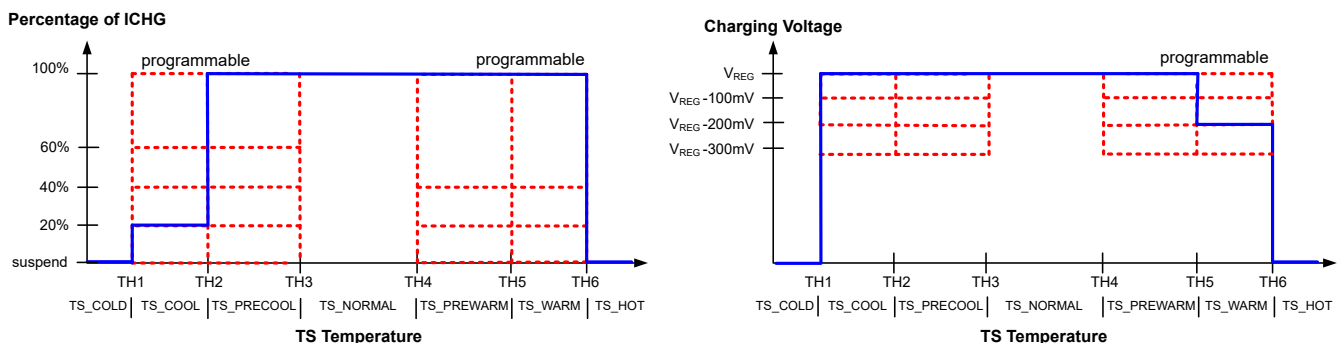 Percentage of ICHG
programmable
programmable
100%
60%
40%
20%
suspend
TH1 TH2 TH3 TH4 TH5 TH6
TS_COLD TS_COOL TS_PRECOOL TS_NORMAL TS_PREWARM TS_WARM TS_HOT
TS Temperature
Charging Voltage
programmable
VREG
VREG-100mV
VREG-200mV
VREG-300mV
TH1 TH2 TH3 TH4 TH5 TH6
TS_COLD TS_COOL TS_PRECOOL TS_NORMAL TS_PREWARM TS_WARM TS_HOT
TS Temperature